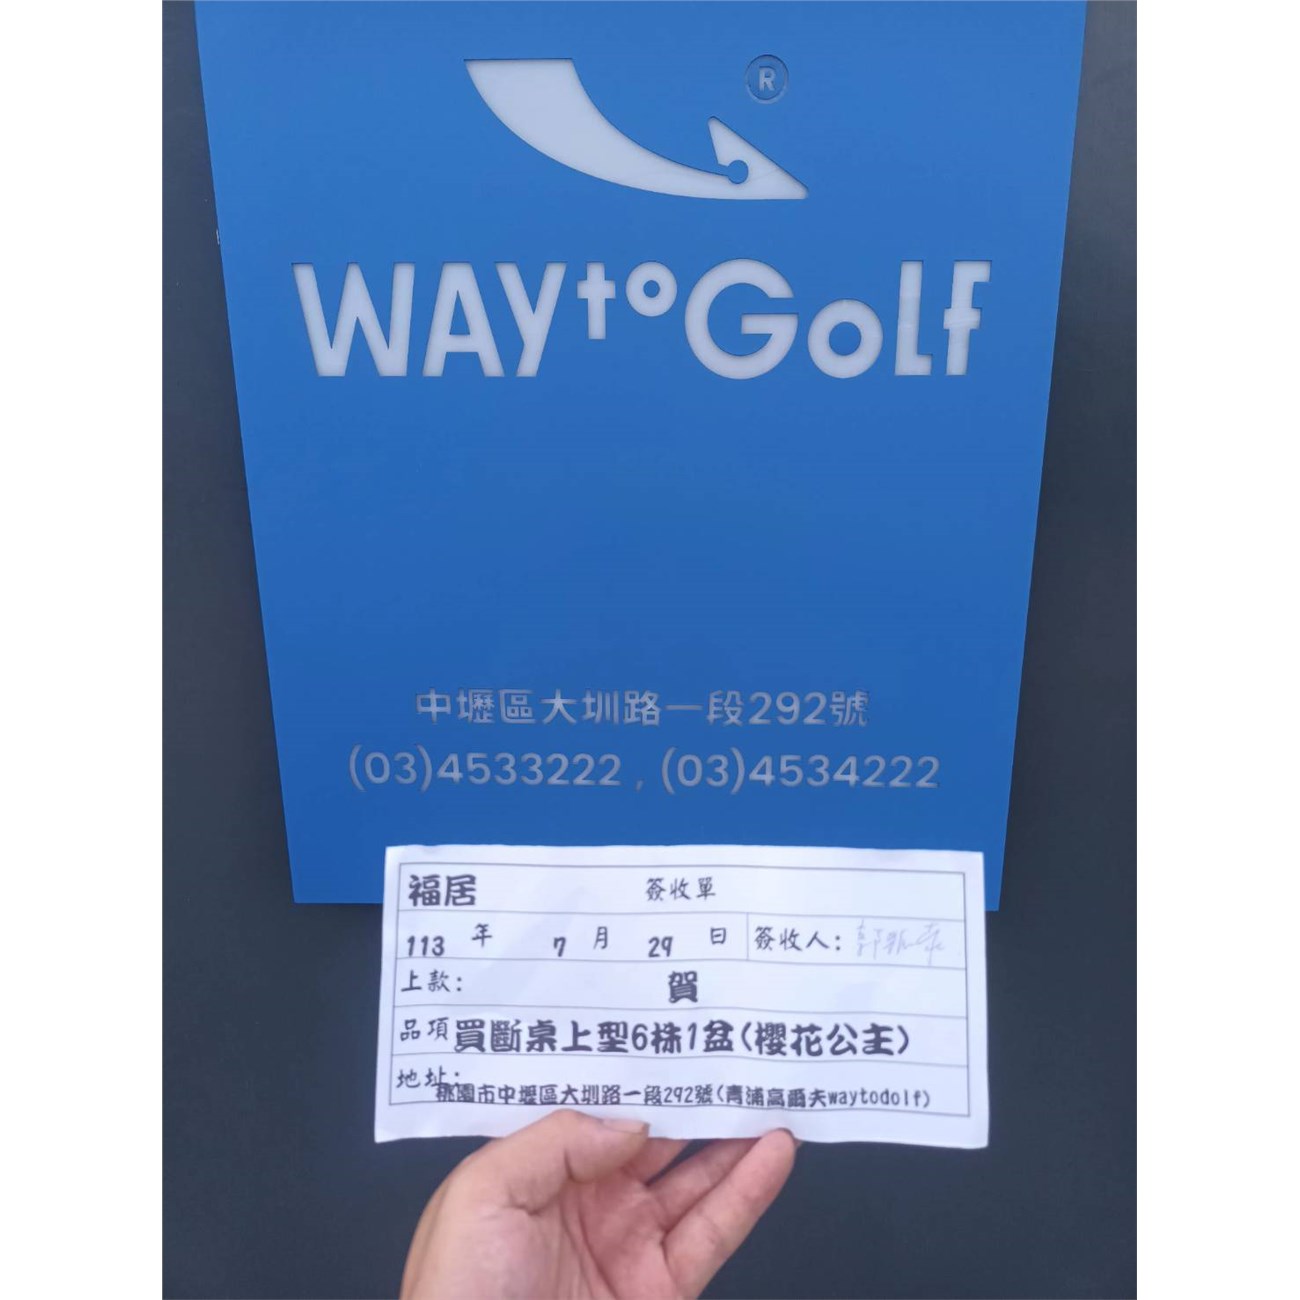 ®
WAYtoGolf
中壢區大圳路一段292號
(03)4533222 , (03)4534222
福居 簽收單
113 年 7 月 29 日 簽收人:
上款: 賀
品項 買斷桌上型6株1盆(櫻花公主)
地址:
桃園市中壢區大圳路一段292號(青浦高爾夫waytodolf)